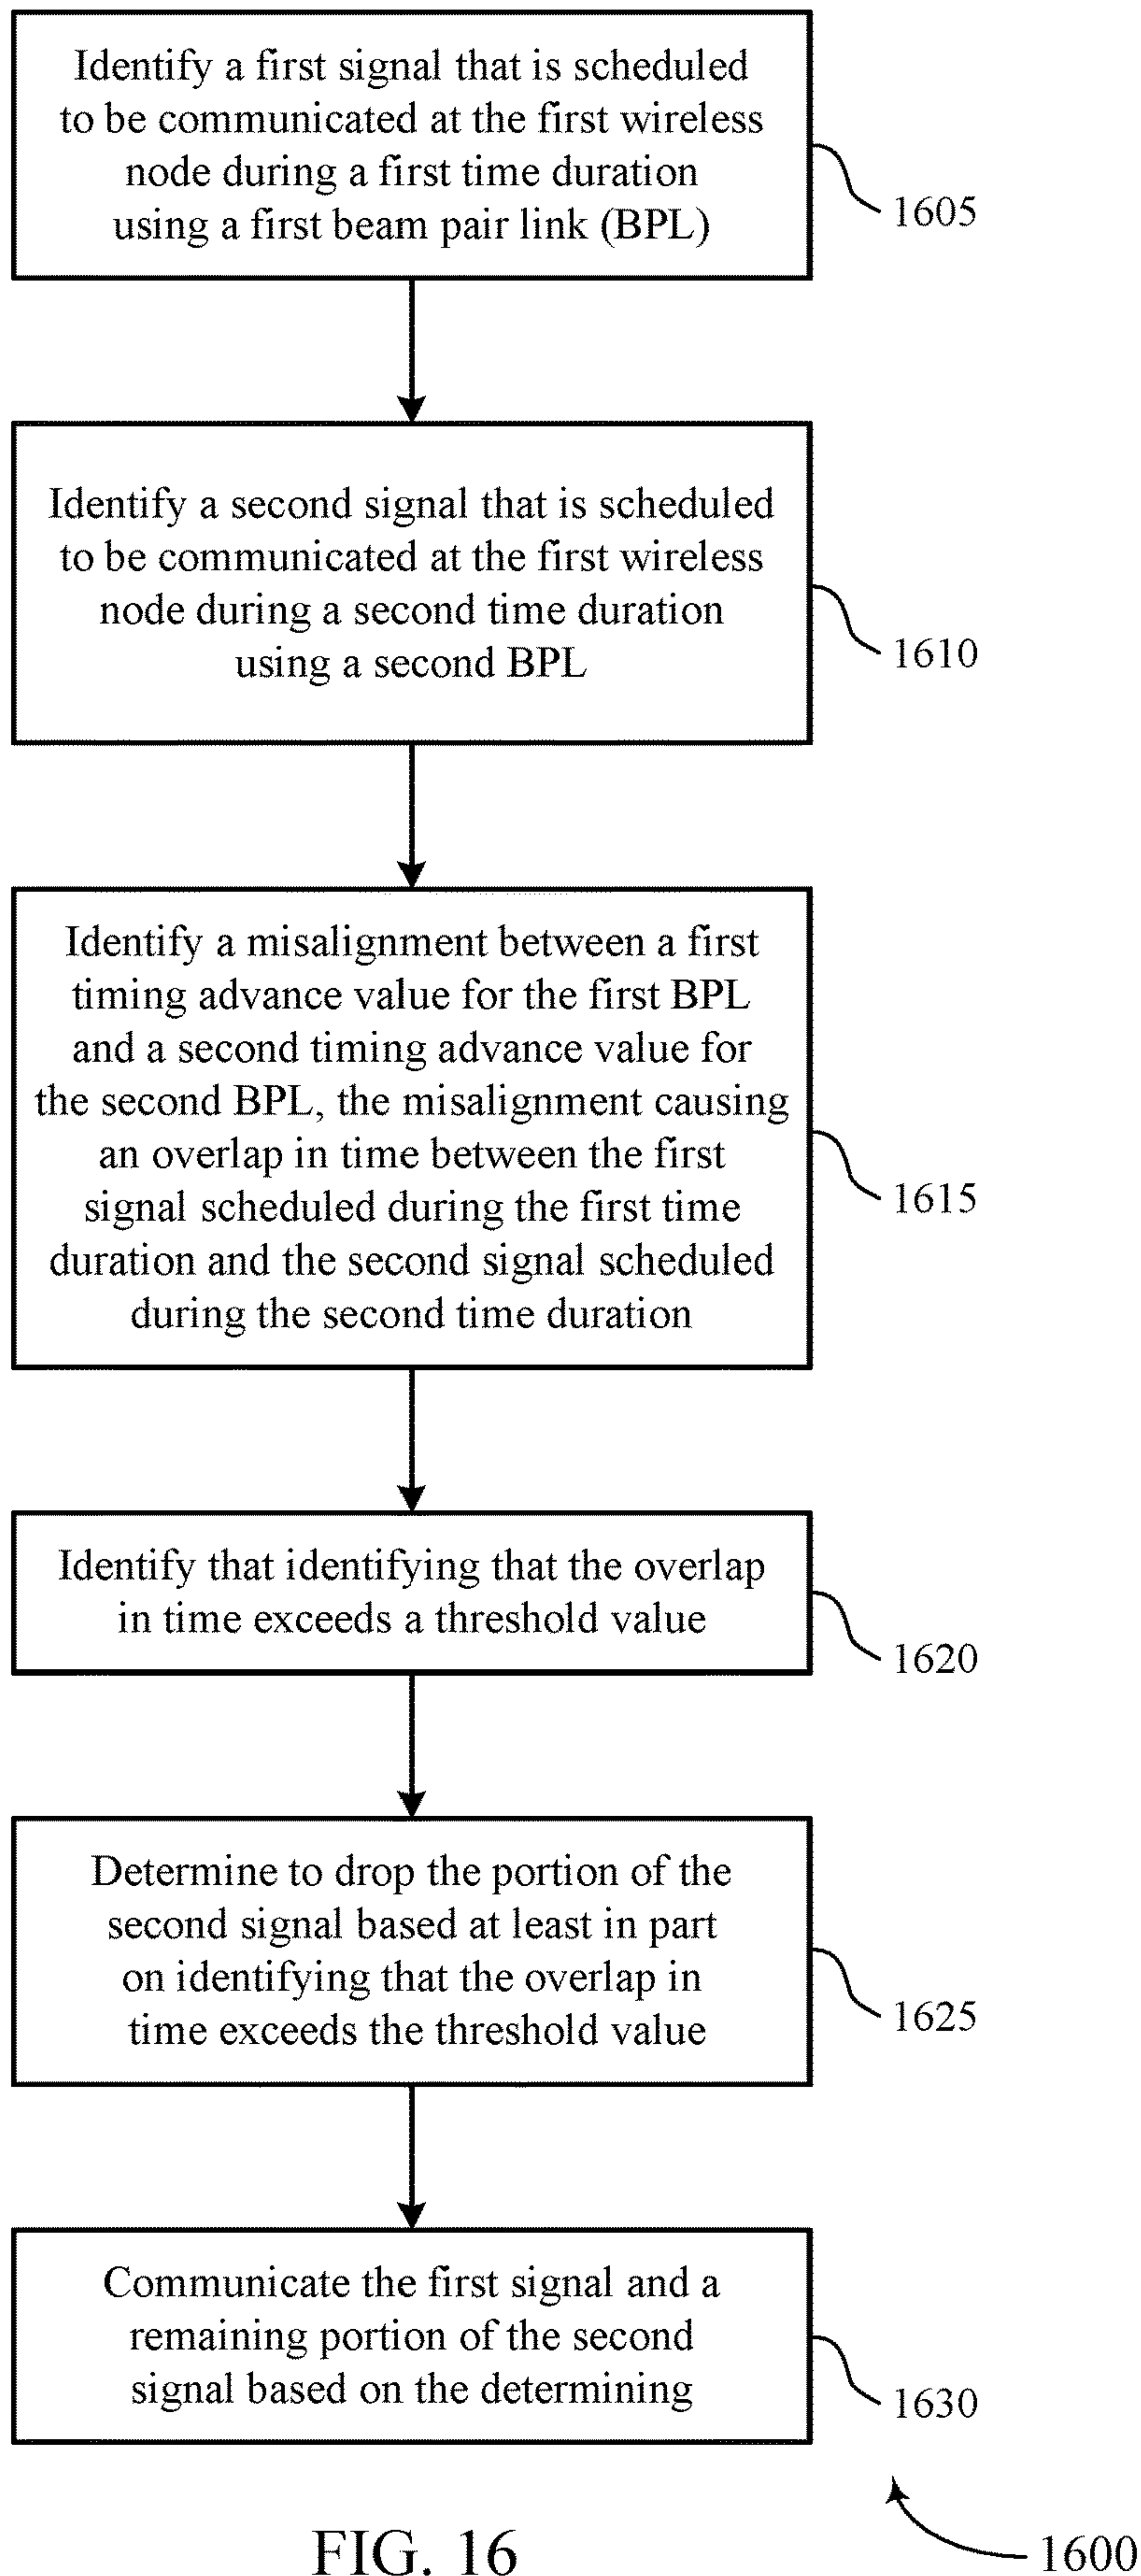 Identify a first signal that is scheduled
to be communicated at the first wireless
node during a first time duration
using a first beam pair link (BPL)
1605
Identify a second signal that is scheduled
to be communicated at the first wireless
node during a second time duration
using a second BPL
1610
Identify a misalignment between a first
timing advance value for the first BPL
and a second timing advance value for
the second BPL, the misalignment causing
an overlap in time between the first
signal scheduled during the first time
duration and the second signal scheduled
during the second time duration
1615
Identify that identifying that the overlap
in time exceeds a threshold value
1620
Determine to drop the portion of the
second signal based at least in part
on identifying that the overlap in
time exceeds the threshold value
1625
Communicate the first signal and a
remaining portion of the second
signal based on the determining
1630
FIG. 16
1600